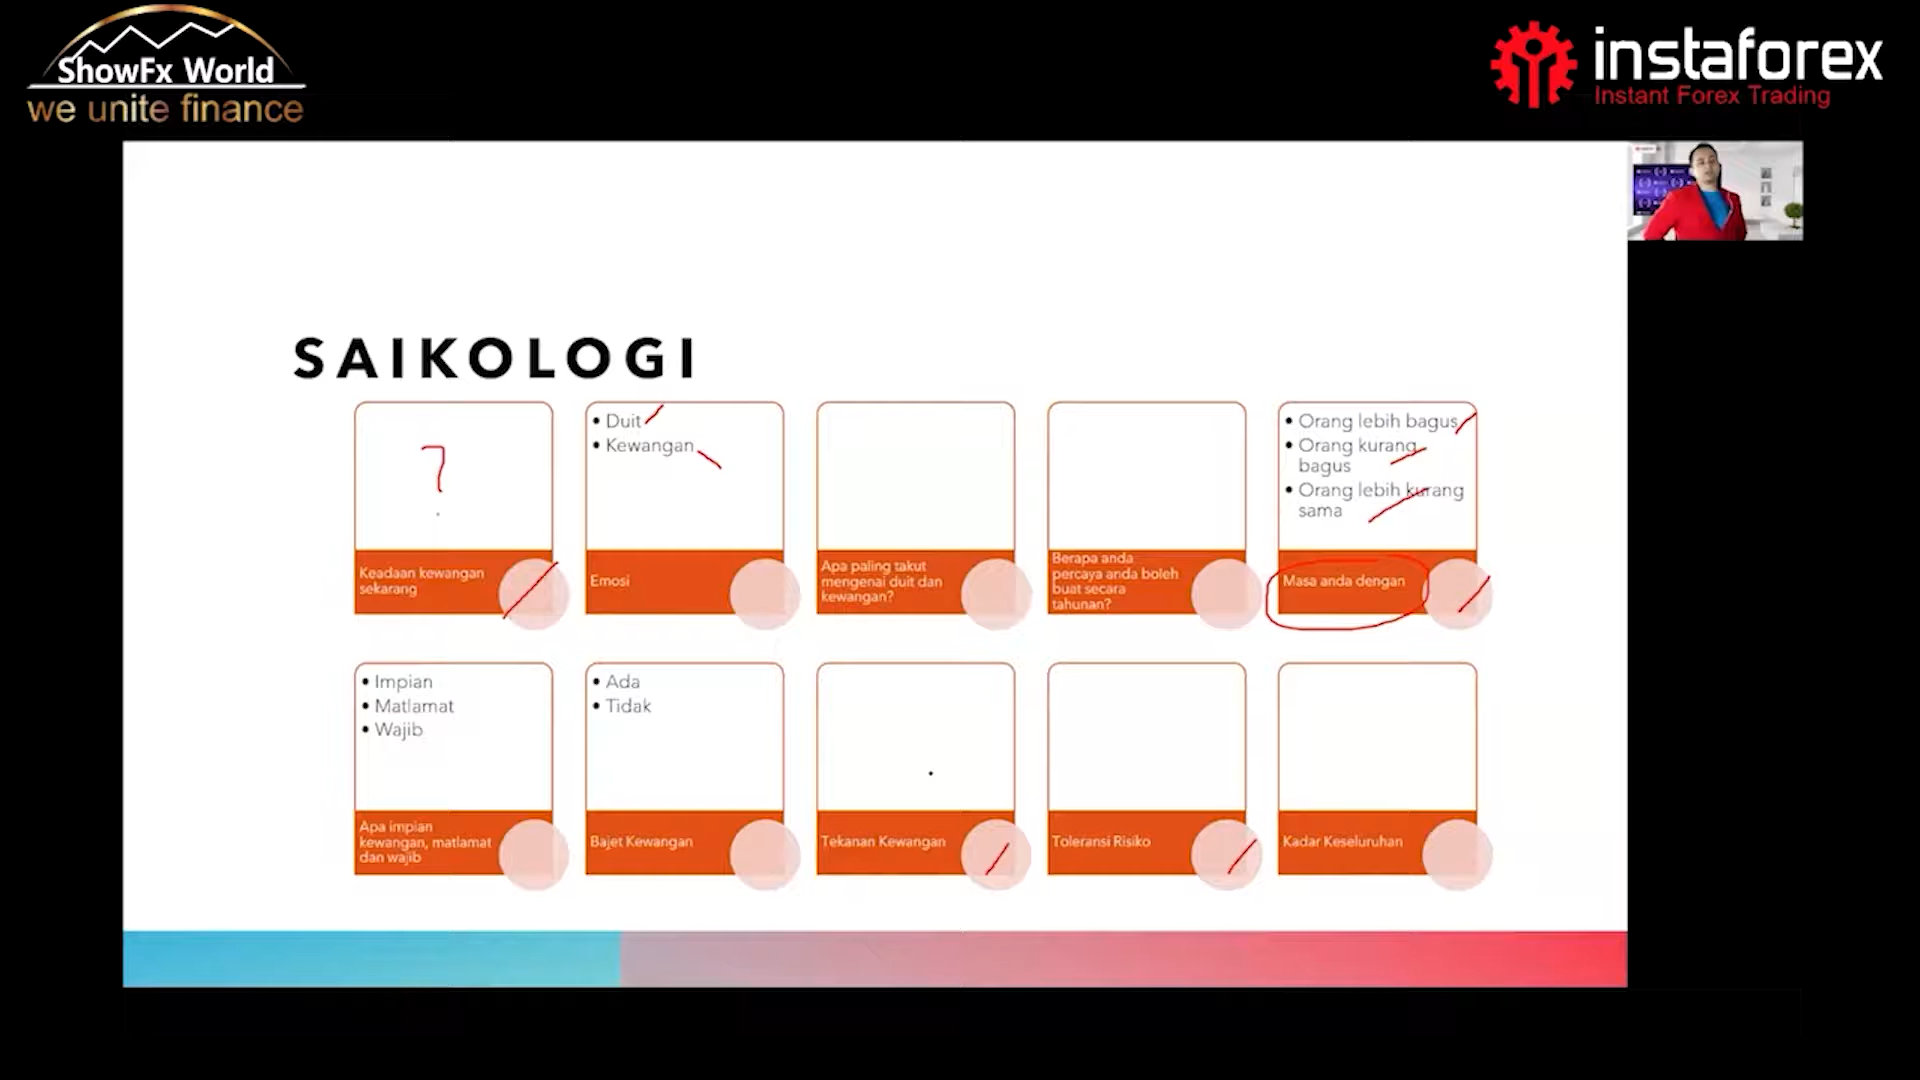 ShowFx World
we unite finance
instaforex
Instant Forex Trading
SAIKOLOGI
?
Keadaan kewangan
sekarang
• Duit
• Kewangan
Emosi
Apa paling takut
mengenai duit dan
kewangan?
Berapa anda
percaya anda boleh
buat secara
tahunan?
• Orang lebih bagus
• Orang kurang
bagus
• Orang lebih kurang
sama
Masa anda dengan
• Impian
• Matlamat
• Wajib
Apa impian
kewangan, matlamat
dan wajib
• Ada
• Tidak
Bajet Kewangan
Tekanan Kewangan
Toleransi Risiko
Kadar Keseluruhan